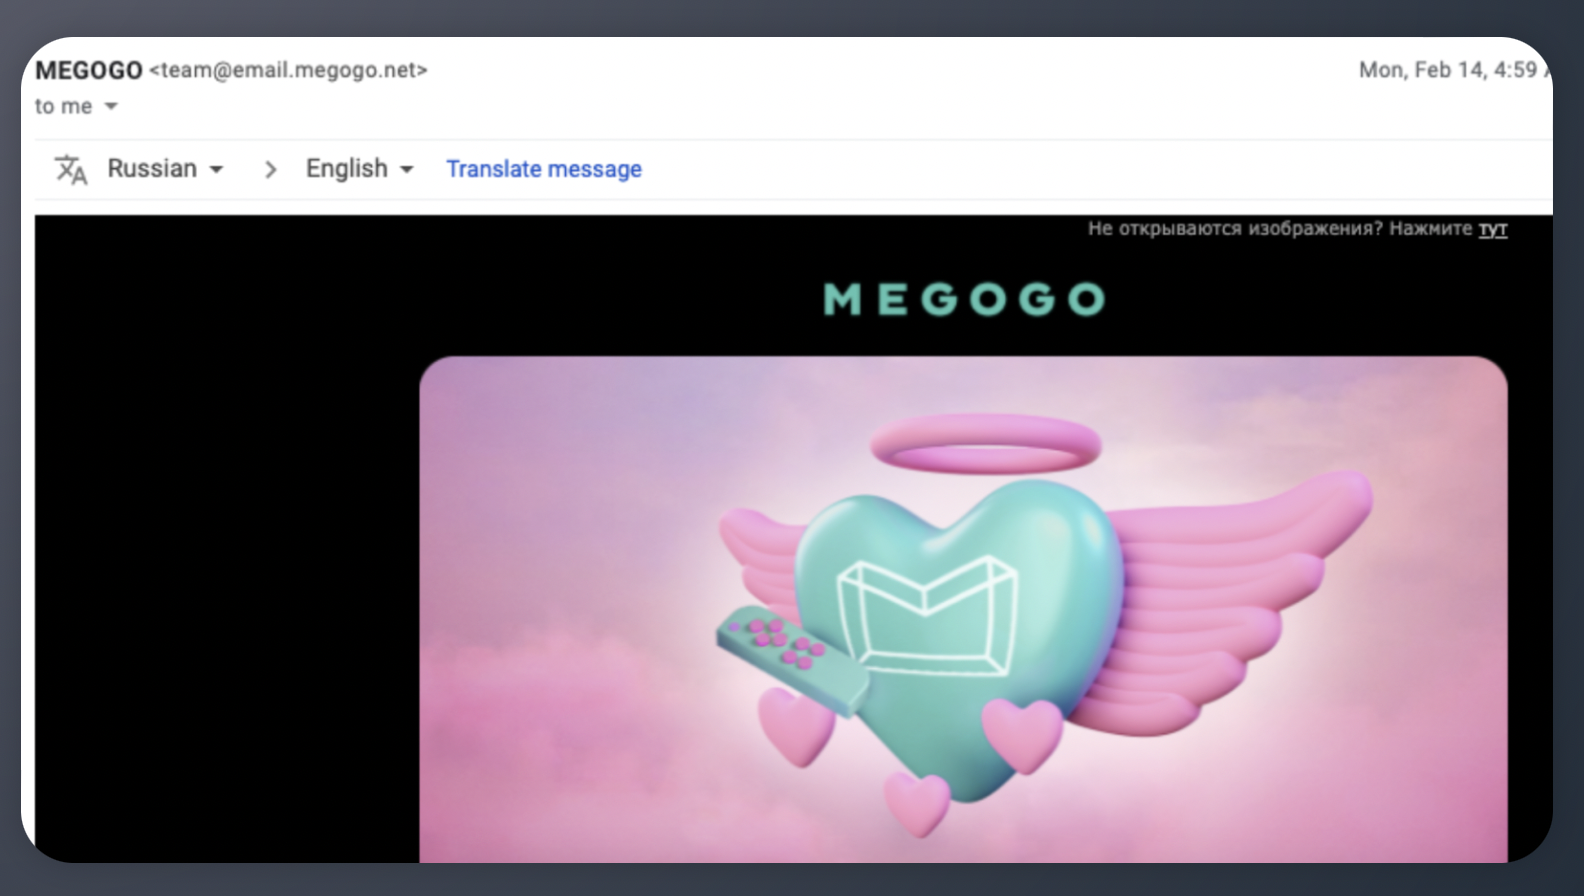 MEGOGO <team@email.megogo.net>
Mon, Feb 14, 4:59
to me
Russian > English Translate message
Не открываются изображения? Нажмите тут
MEGOGO